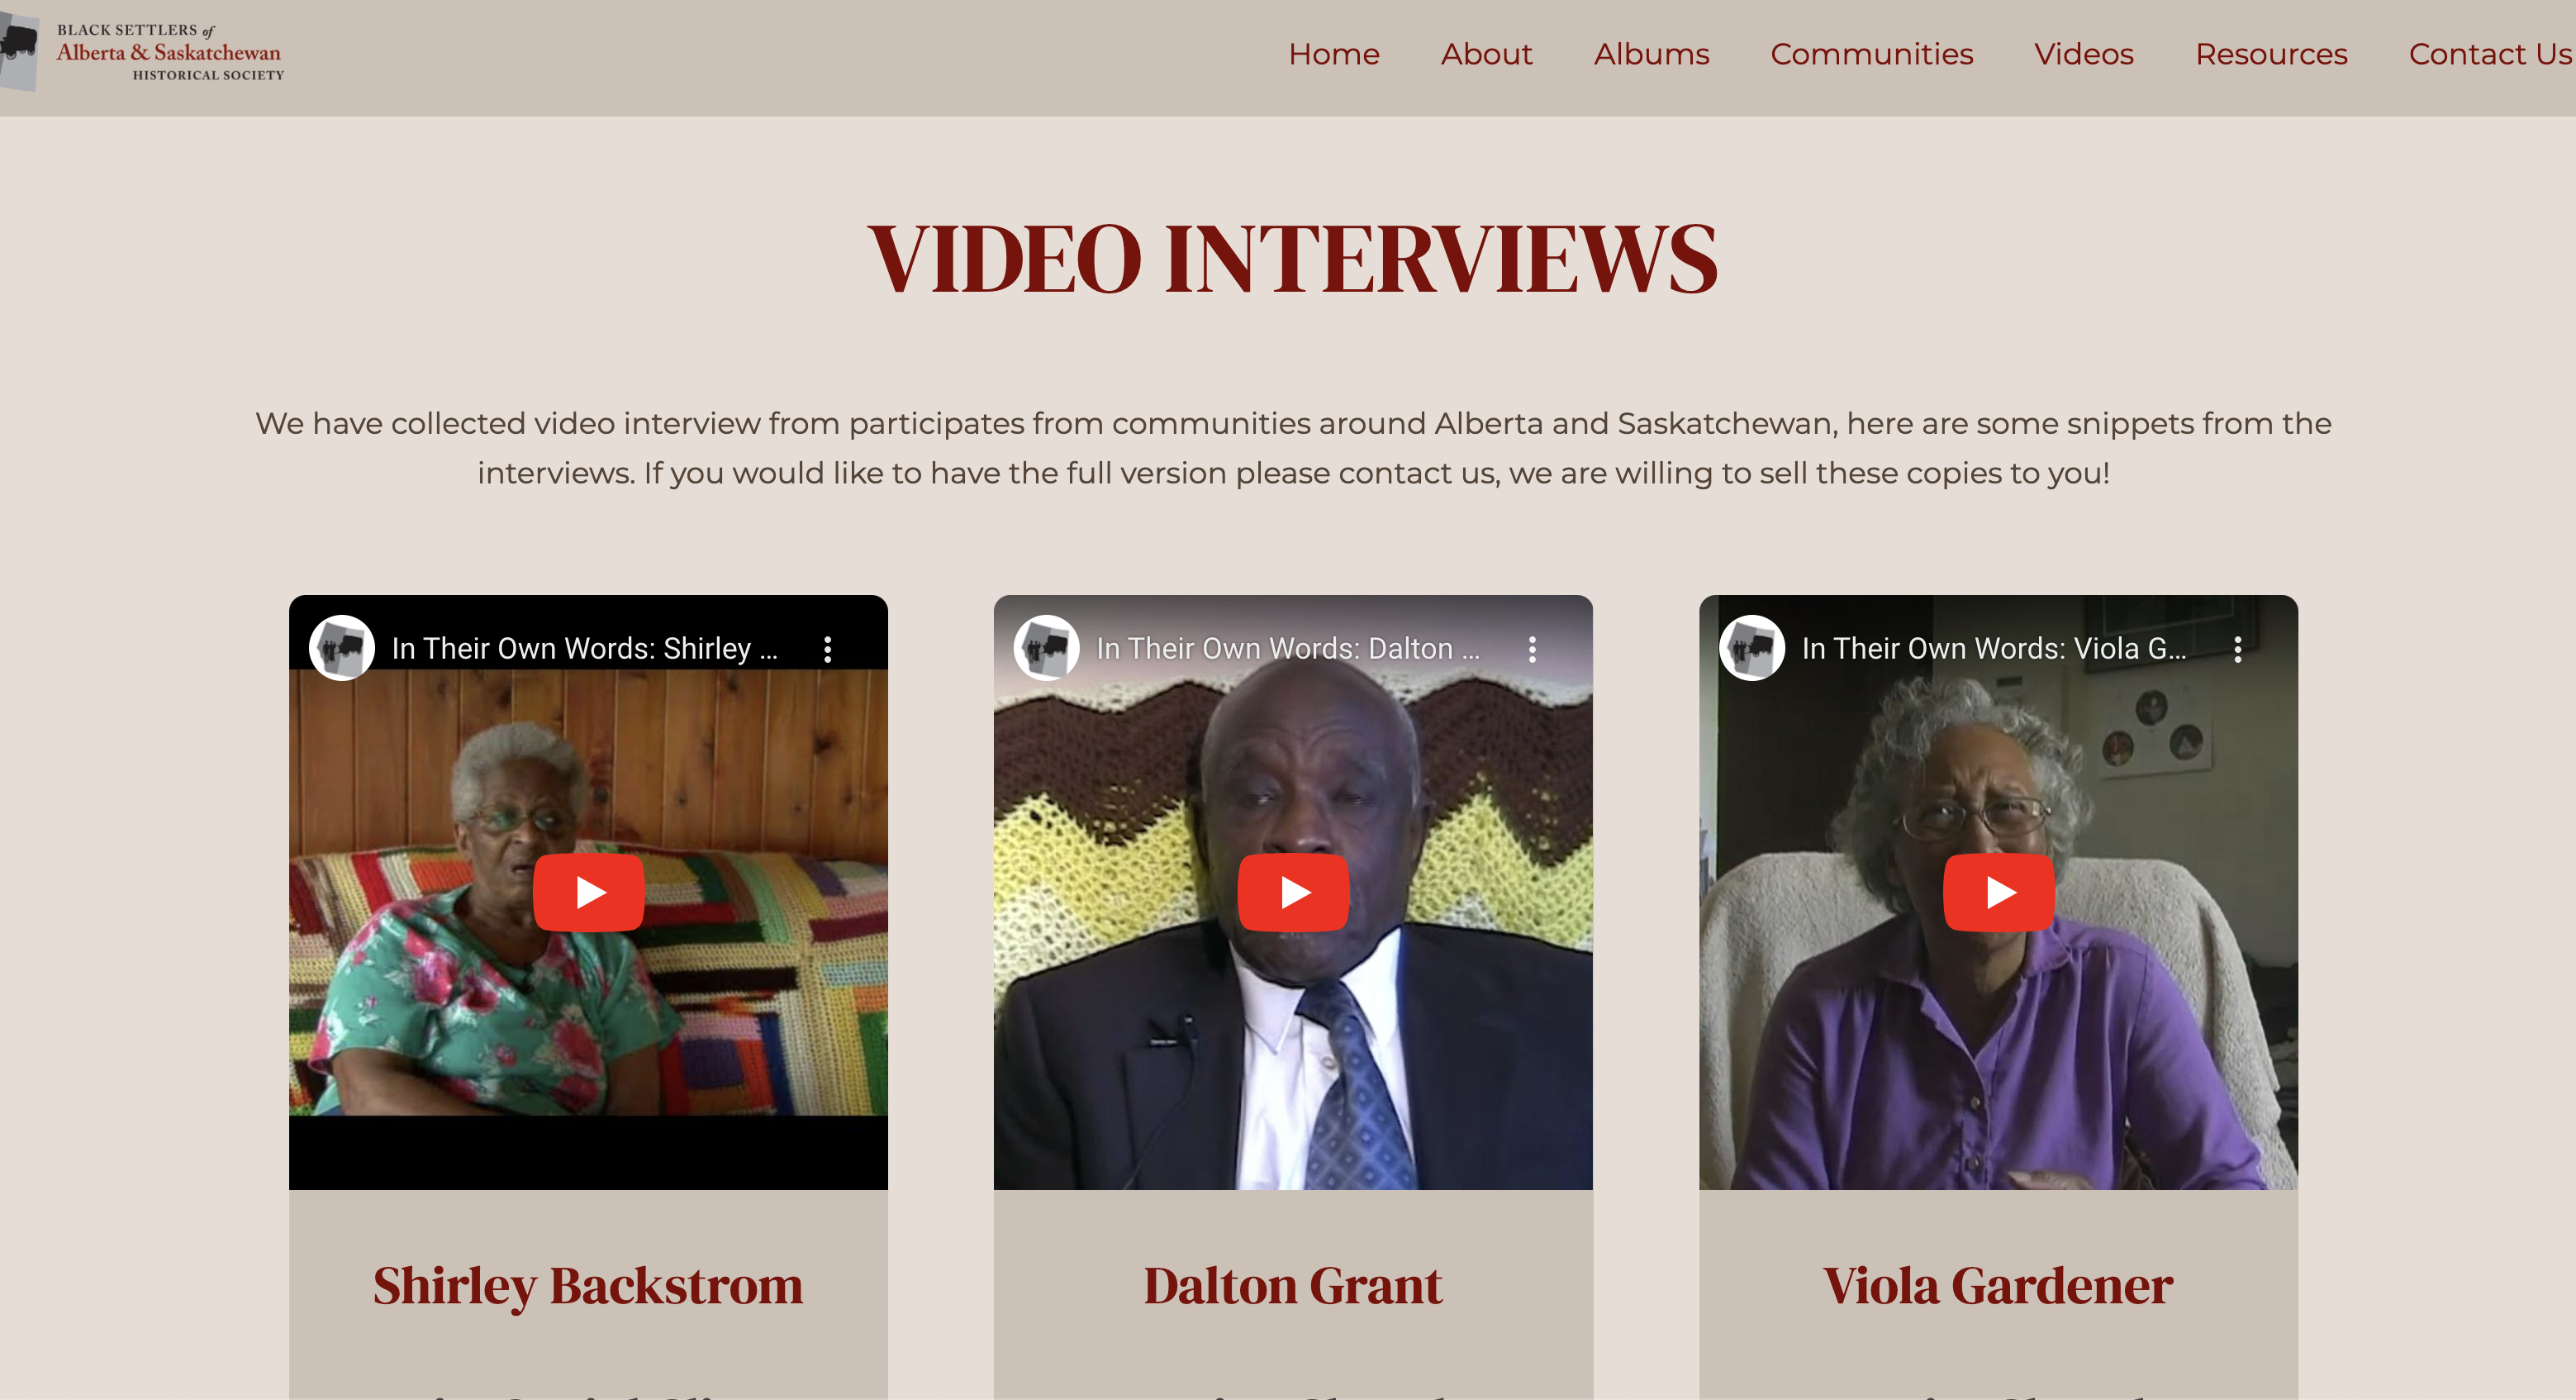 BLACK SETTLERS of
Alberta & Saskatchewan
HISTORICAL SOCIETY
Home About Albums Communities Videos Resources Contact Us
VIDEO INTERVIEWS
We have collected video interview from participates from communities around Alberta and Saskatchewan, here are some snippets from the
interviews. If you would like to have the full version please contact us, we are willing to sell these copies to you!
In Their Own Words: Shirley ...
In Their Own Words: Dalton ...
In Their Own Words: Viola G...
Shirley Backstrom
Dalton Grant
Viola Gardener